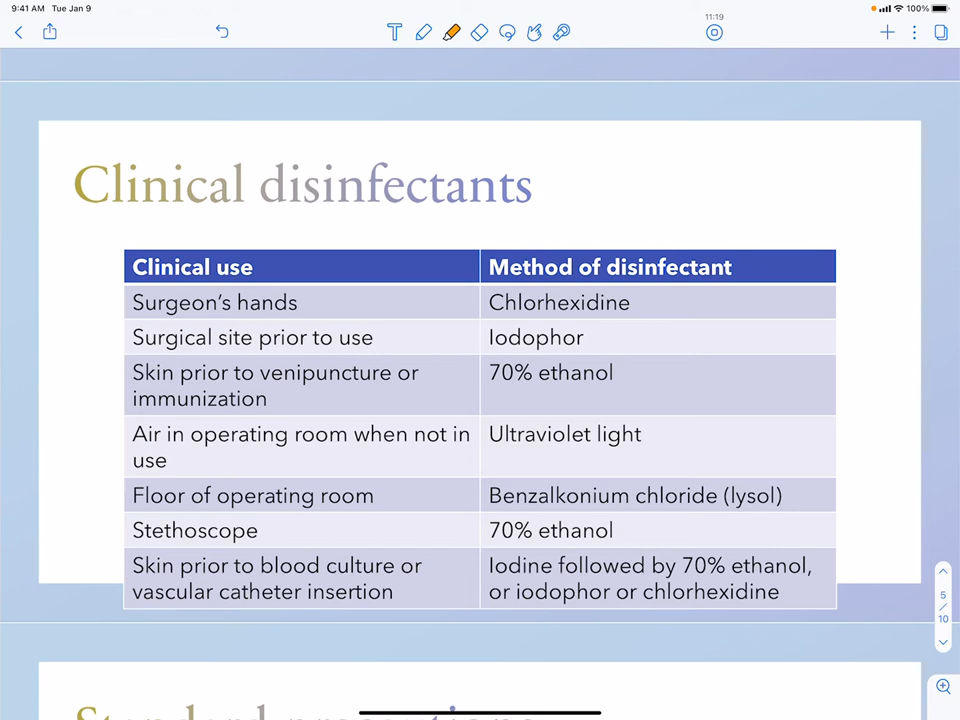 9:41 AM Tue Jan 9
100%
11:19
Clinical disinfectants
Clinical use Method of disinfectant
Surgeon's hands Chlorhexidine
Surgical site prior to use Iodophor
Skin prior to venipuncture or 70% ethanol
immunization
Air in operating room when not in Ultraviolet light
use
Floor of operating room Benzalkonium chloride (lysol)
Stethoscope 70% ethanol
Skin prior to blood culture or Iodine followed by 70% ethanol,
vascular catheter insertion or iodophor or chlorhexidine
5
/
10